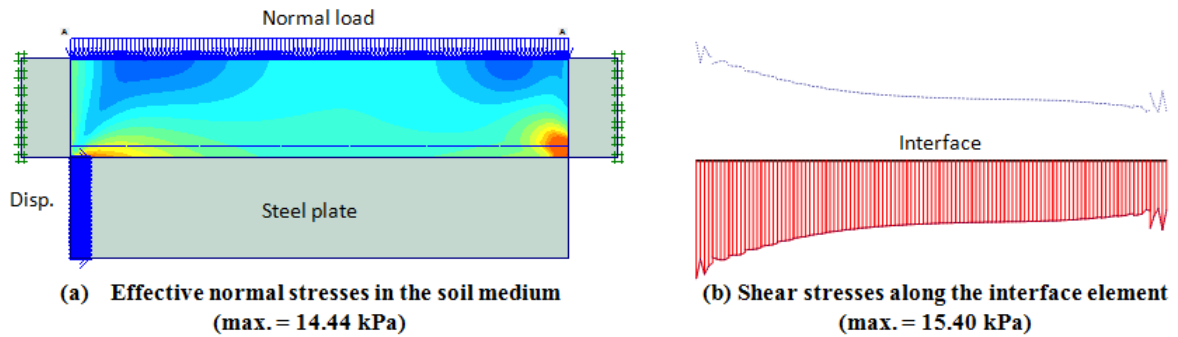 Normal load
A A
Interface
Disp.
Steel plate
(a) Effective normal stresses in the soil medium
(max. = 14.44 kPa)
(b) Shear stresses along the interface element
(max. = 15.40 kPa)